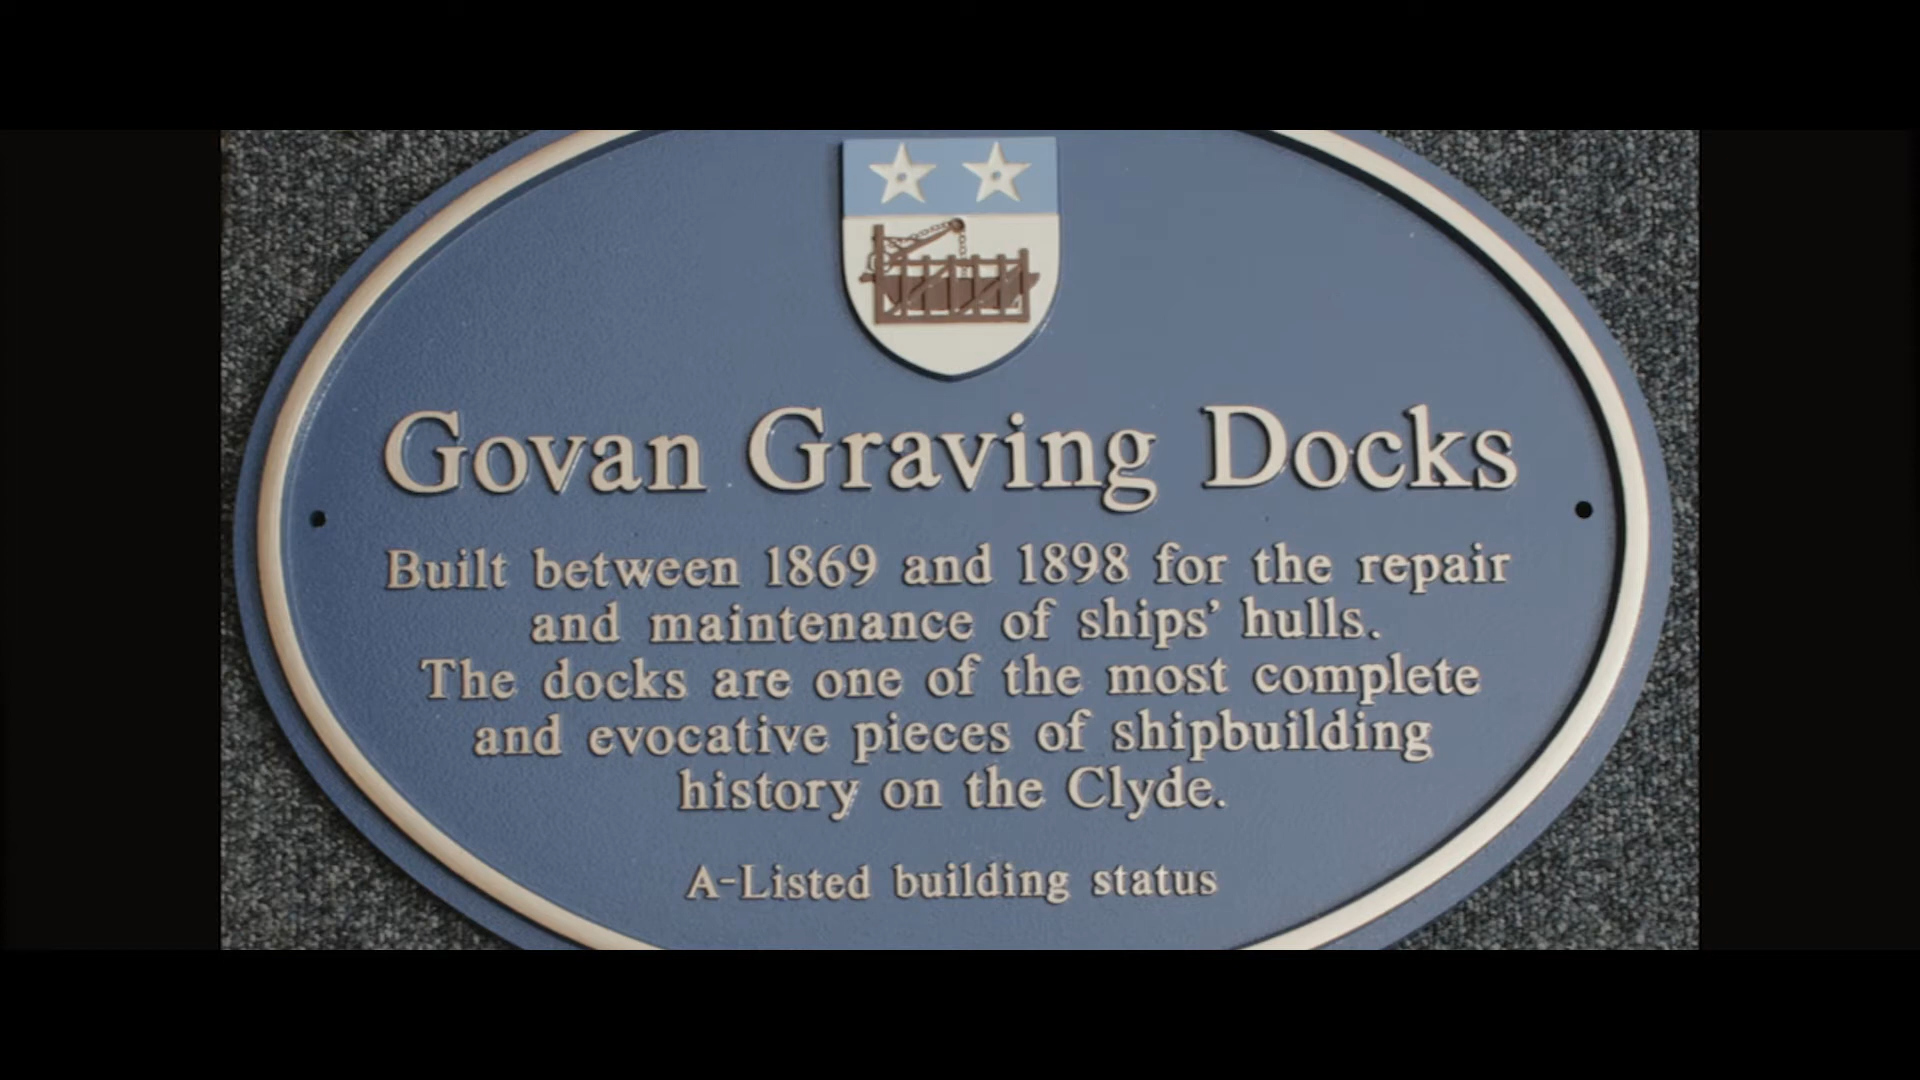 Govan Graving Docks
Built between 1869 and 1898 for the repair
and maintenance of ships' hulls.
The docks are one of the most complete
and evocative pieces of shipbuilding
history on the Clyde.
A-Listed building status